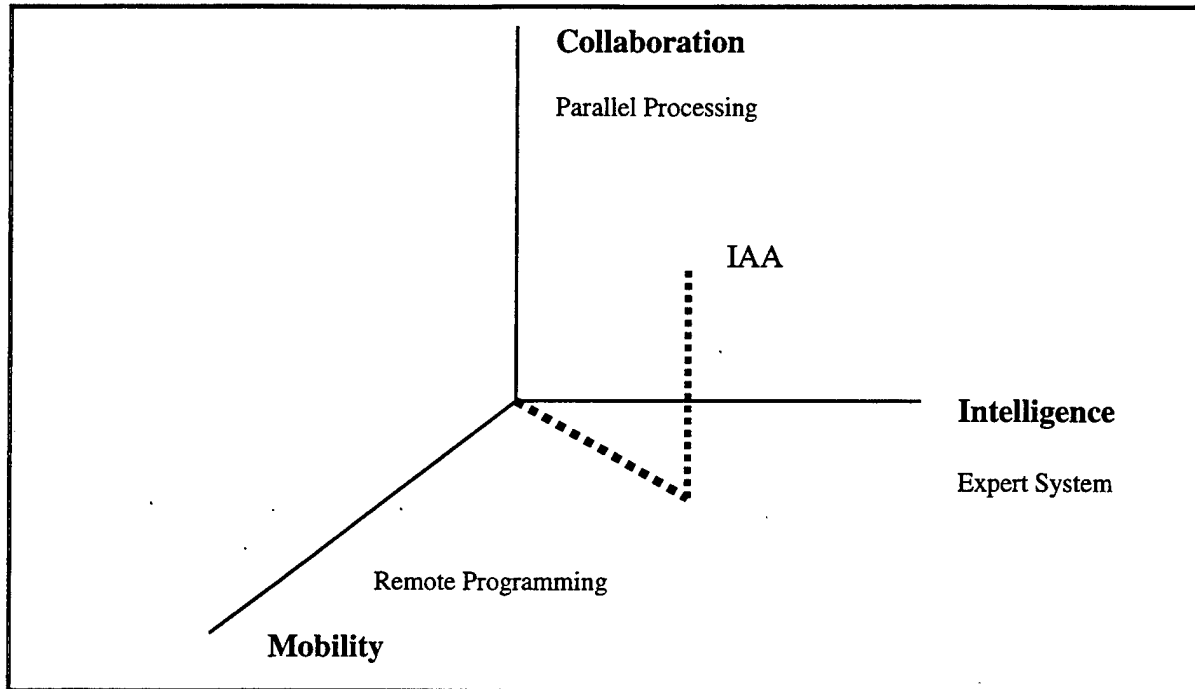 Collaboration
Parallel Processing
IAA
Intelligence
Expert System
Remote Programming
Mobility